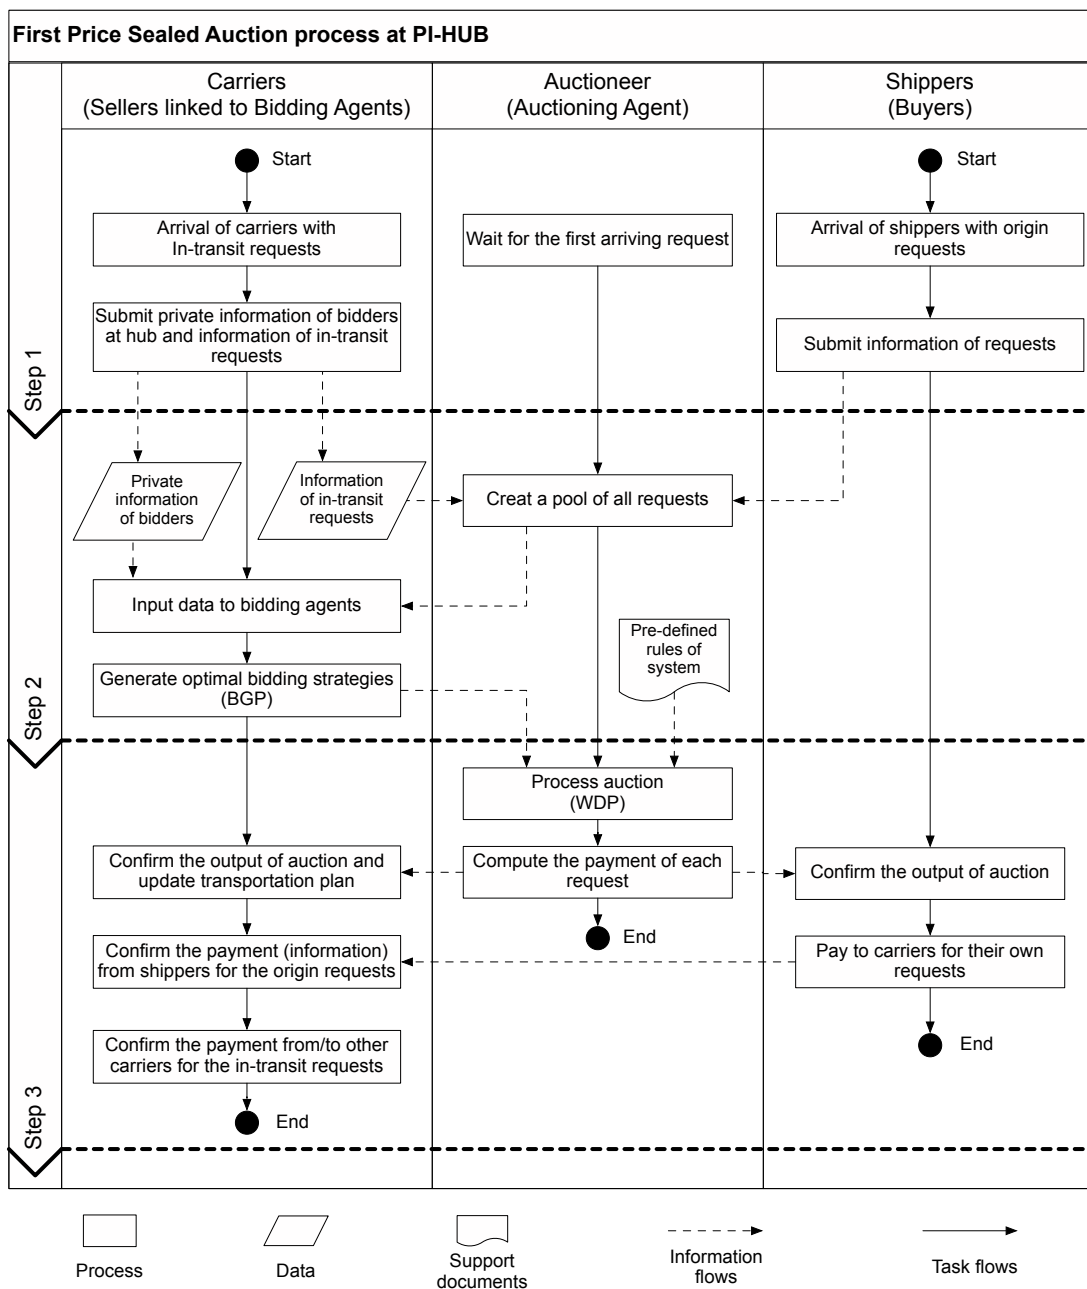 First Price Sealed Auction process at PI-HUB
Carriers
(Sellers linked to Bidding Agents)
Auctioneer
(Auctioning Agent)
Shippers
(Buyers)
Step 1
Start
Start
Arrival of carriers with
In-transit requests
Wait for the first arriving request
Arrival of shippers with origin
requests
Submit private information of bidders
at hub and information of in-transit
requests
Submit information of requests
Step 2
Private
information
of bidders
Information
of in-transit
requests
Creat a pool of all requests
Input data to bidding agents
Pre-defined
rules of
system
Generate optimal bidding strategies
(BGP)
Step 3
Process auction
(WDP)
Confirm the output of auction and
update transportation plan
Compute the payment of each
request
Confirm the output of auction
End
Confirm the payment (information)
from shippers for the origin requests
Pay to carriers for their own
requests
Confirm the payment from/to other
carriers for the in-transit requests
End
End
Process
Data
Support
documents
Information
flows
Task flows